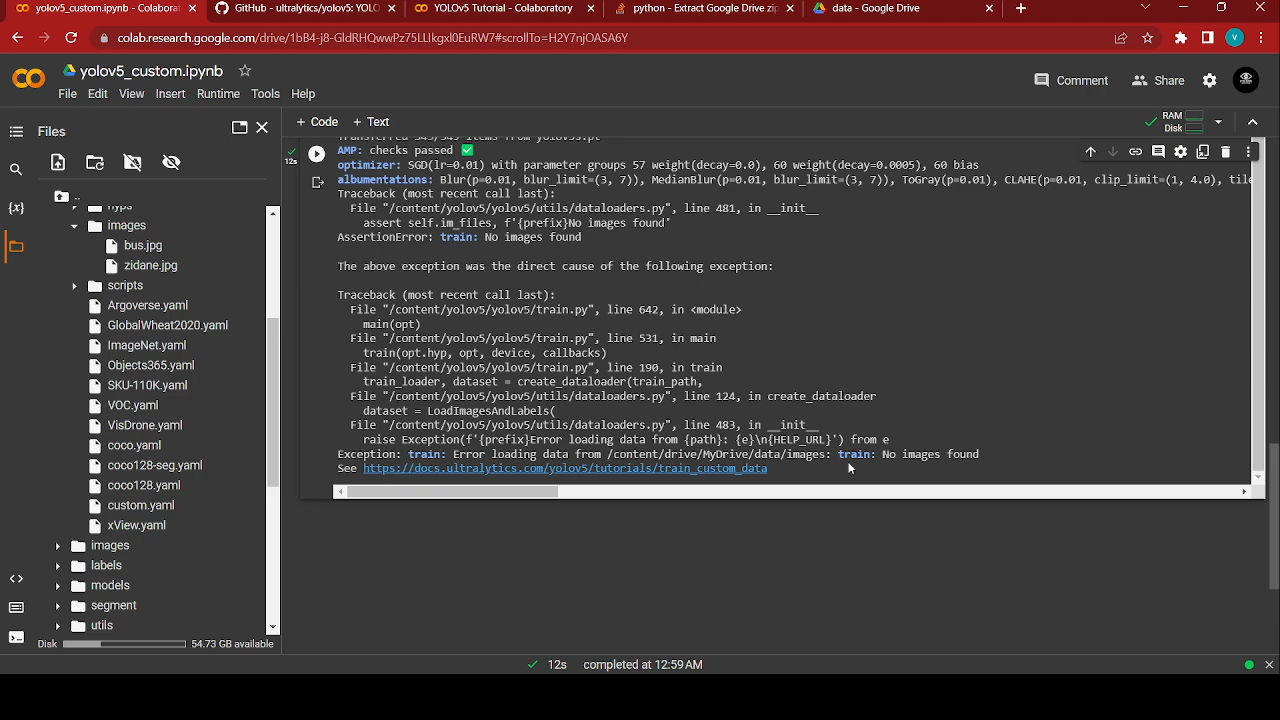 yolov5_custom.ipynb - Colaborat
GitHub - ultralytics/yolov5: YOLO
YOLOv5 Tutorial - Colaboratory
python - Extract Google Drive zip
data - Google Drive
colab.research.google.com/drive/1bB4-j8-GldRHQwwPz75LLIkgxl0EuRW7#scrollTo=H2Y7njOASA6Y
V
yolov5_custom.ipynb
Comment
Share
File Edit View Insert Runtime Tools Help
Files
+ Code + Text
RAM
Disk
..
hyps
images
bus.jpg
zidane.jpg
scripts
Argoverse.yaml
GlobalWheat2020.yaml
ImageNet.yaml
Objects365.yaml
SKU-110K.yaml
VOC.yaml
VisDrone.yaml
coco.yaml
coco128-seg.yaml
coco128.yaml
custom.yaml
xView.yaml
images
labels
models
segment
utils
Disk 54.73 GB available
12s
Transferred 343/349 items from yolov5s.pt
AMP: checks passed ✅
optimizer: SGD(lr=0.01) with parameter groups 57 weight(decay=0.0), 60 weight(decay=0.0005), 60 bias
albumentations: Blur(p=0.01, blur_limit=(3, 7)), MedianBlur(p=0.01, blur_limit=(3, 7)), ToGray(p=0.01), CLAHE(p=0.01, clip_limit=(1, 4.0), tile
Traceback (most recent call last):
File "/content/yolov5/yolov5/utils/dataloaders.py", line 481, in __init__
assert self.im_files, f'{prefix}No images found'
AssertionError: train: No images found
The above exception was the direct cause of the following exception:
Traceback (most recent call last):
File "/content/yolov5/yolov5/train.py", line 642, in <module>
main(opt)
File "/content/yolov5/yolov5/train.py", line 531, in main
train(opt.hyp, opt, device, callbacks)
File "/content/yolov5/yolov5/train.py", line 190, in train
train_loader, dataset = create_dataloader(train_path,
File "/content/yolov5/yolov5/utils/dataloaders.py", line 124, in create_dataloader
dataset = LoadImagesAndLabels(
File "/content/yolov5/yolov5/utils/dataloaders.py", line 483, in __init__
raise Exception(f'{prefix}Error loading data from {path}: {e}\n{HELP_URL}') from e
Exception: train: Error loading data from /content/drive/MyDrive/data/images: train: No images found
See https://docs.ultralytics.com/yolov5/tutorials/train_custom_data
12s completed at 12:59 AM